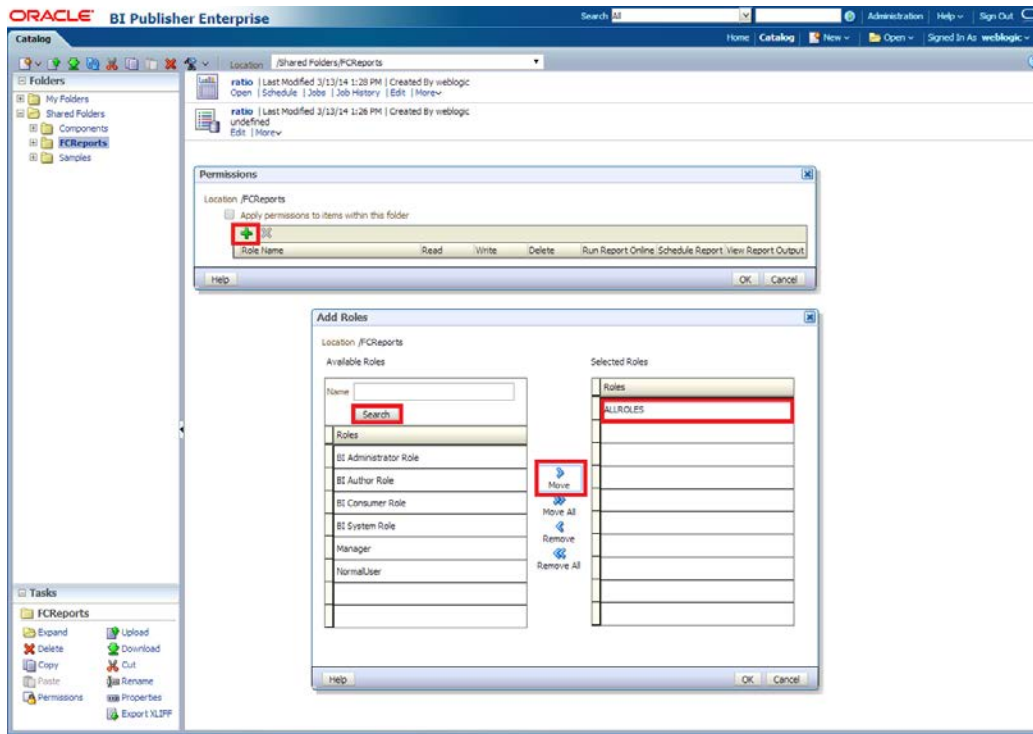 ORACLE BI Publisher Enterprise
Search All
Administration Help Sign Out
Catalog
Home Catalog New Open Signed In As weblogic
Location /Shared Folders/FCReports
Folders
My Folders
Shared Folders
Components
FCReports
Samples
ratio | Last Modified 3/13/14 1:28 PM | Created By weblogic
Open | Schedule | Jobs | Job History | Edit | More
ratio | Last Modified 3/13/14 1:26 PM | Created By weblogic
undefined
Edit | More
Permissions
Location /FCReports
Apply permissions to items within this folder
Role Name Read Write Delete Run Report Online Schedule Report View Report Output
Help OK Cancel
Add Roles
Location /FCReports
Available Roles
Name
Search
Roles
BI Administrator Role
BI Author Role
BI Consumer Role
BI System Role
Manager
NormalUser
Move
Move All
Remove
Remove All
Selected Roles
Roles
ALLROLES
Help OK Cancel
Tasks
FCReports
Expand Upload
Delete Download
Copy Cut
Paste Rename
Permissions Properties
Export XLIFF